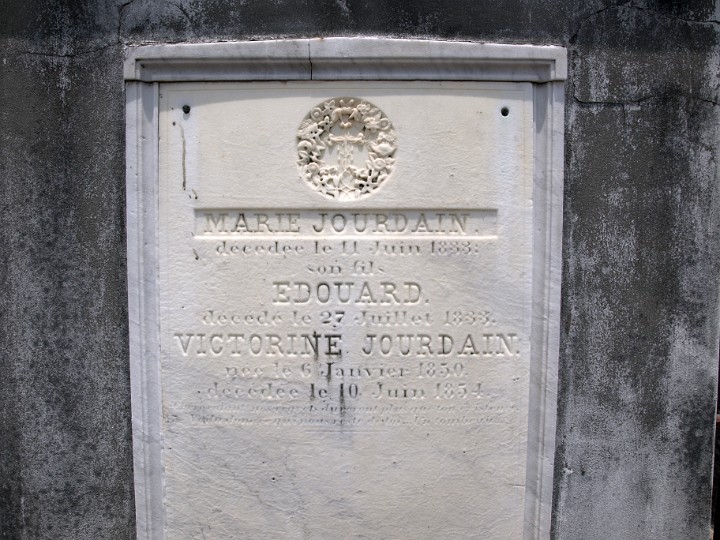 MARIE JOURDAIN.
décédée le 11 Juin 1833:
son fils
EDOUARD.
décédé le 27 Juillet 1833.
VICTORINE JOURDAIN.
née le 6 Janvier 1850.
décédée le 10 Juin 1854.